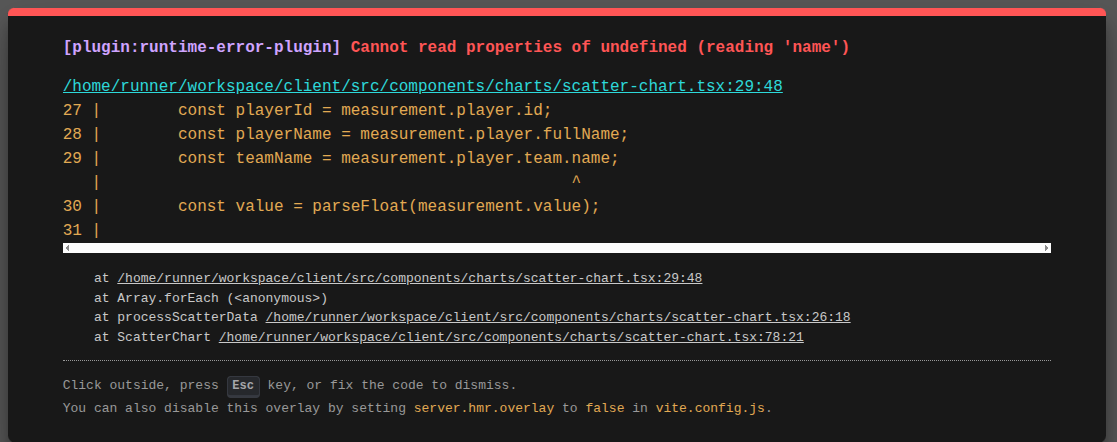 [plugin:runtime-error-plugin] Cannot read properties of undefined (reading 'name')
/home/runner/workspace/client/src/components/charts/scatter-chart.tsx:29:48
27 |        const playerId = measurement.player.id;
28 |        const playerName = measurement.player.fullName;
29 |        const teamName = measurement.player.team.name;
   |                                                 ^
30 |        const value = parseFloat(measurement.value);
31 |
at /home/runner/workspace/client/src/components/charts/scatter-chart.tsx:29:48
at Array.forEach (<anonymous>)
at processScatterData /home/runner/workspace/client/src/components/charts/scatter-chart.tsx:26:18
at ScatterChart /home/runner/workspace/client/src/components/charts/scatter-chart.tsx:78:21
Click outside, press Esc key, or fix the code to dismiss.
You can also disable this overlay by setting server.hmr.overlay to false in vite.config.js.